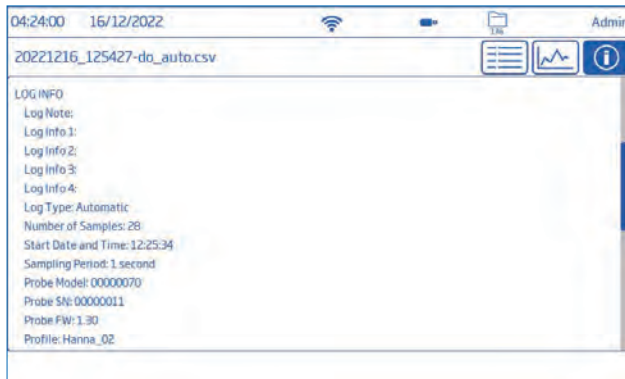 04:24:00 16/12/2022 Admin
20221216_125427-do_auto.csv
LOG INFO
Log Note:
Log Info 1:
Log Info 2:
Log Info 3:
Log Info 4:
Log Type: Automatic
Number of Samples: 28
Start Date and Time: 12:25:34
Sampling Period: 1 second
Probe Model: 00000070
Probe SN: 00000011
Probe FW: 1.30
Profile: Hanna_02